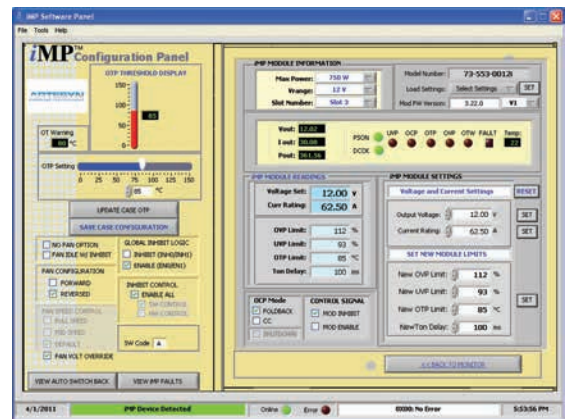 iMP Software Panel
File Tools Help
iMP™ Configuration Panel
ARTESYN
OTP THRESHOLD DISPLAY
150
100
50
0
85
OT Warning
80 °C
OTP Setting
0 25 50 75 100 125 150
85 °C
UPDATE CASE OTP
SAVE CASE CONFIGURATION
NO FAN OPTION
FAN IDLE W/ INHIBIT
FAN CONFIGURATION
FORWARD
REVERSED
FAN SPEED CONTROL
FULL SPEED
MID SPEED
DEFAULT
FAN VOLT OVERRIDE
GLOBAL INHIBIT LOGIC
INHIBIT (INH0/INH1)
ENABLE (EN0/EN1)
INHIBIT CONTROL
ENABLE ALL
SW CONTROL
HW CONTROL
SW Code A
VIEW AUTO SWITCH BACK
VIEW IMP FAULTS
iMP MODULE INFORMATION
Max Power: 750 W
Vrange: 12 V
Slot Number: Slot 3
Model Number: 73-553-0012i
Load Settings: Select Settings SET
Mod FW Version: 3.22.0 V1
Vout: 12.02
I out: 30.08
Pout: 361.56
PSON
DCOK
UVP OCP OTP OVP OTW FAULT Temp:
22
iMP MODULE READINGS
Voltage Set: 12.00 v
Curr Rating: 62.50 A
OVP Limit: 112 %
UVP Limit: 93 %
OTP Limit: 85 °C
Ton Delay: 100 ms
OCP Mode
FOLDBACK
CC
SHUTDOWN
CONTROL SIGNAL
MOD INHIBIT
MOD ENABLE
iMP MODULE SETTINGS
Voltage and Current Settings RESET
Output Voltage: 12.00 V SET
Current Rating: 62.50 A SET
SET NEW MODULE LIMITS
New OVP Limit: 112 %
New UVP Limit: 93 %
SET
New OTP Limit: 85 °C
NewTon Delay: 100 ms
<< BACK TO MONITOR
4/1/2011 iMP Device Detected Online Error 0X00: No Error 5:53:56 PM